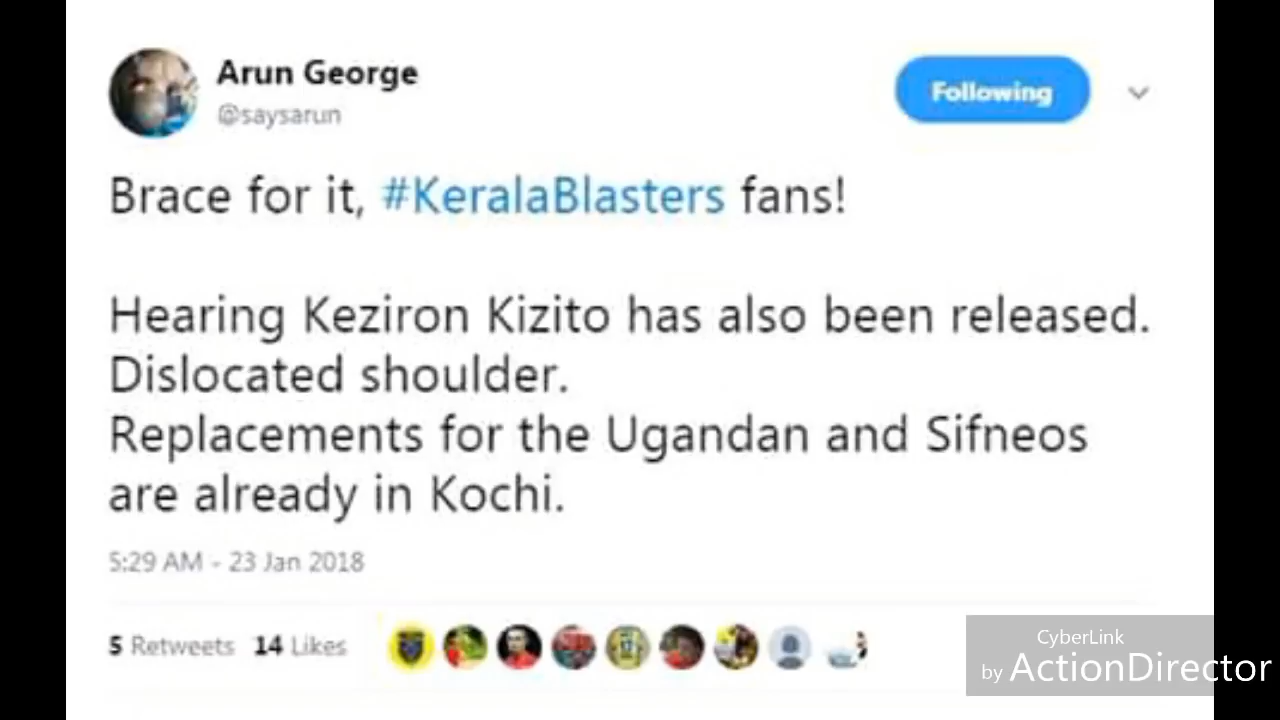 Arun George
@saysarun
Following
Brace for it, #KeralaBlasters fans!
Hearing Keziron Kizito has also been released.
Dislocated shoulder.
Replacements for the Ugandan and Sifneos
are already in Kochi.
5:29 AM - 23 Jan 2018
5 Retweets 14 Likes
CyberLink
by ActionDirector